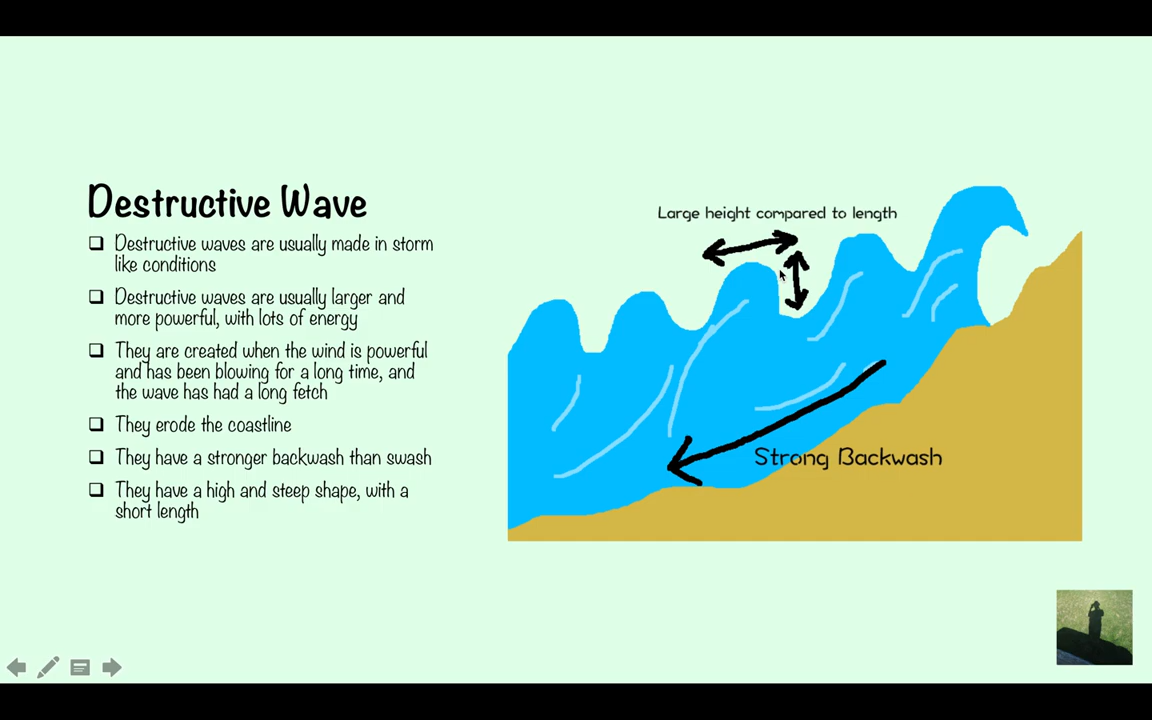 Destructive Wave
Destructive waves are usually made in storm
like conditions
Destructive waves are usually larger and
more powerful, with lots of energy
They are created when the wind is powerful
and has been blowing for a long time, and
the wave has had a long fetch
They erode the coastline
They have a stronger backwash than swash
They have a high and steep shape, with a
short length
Large height compared to length
Strong Backwash